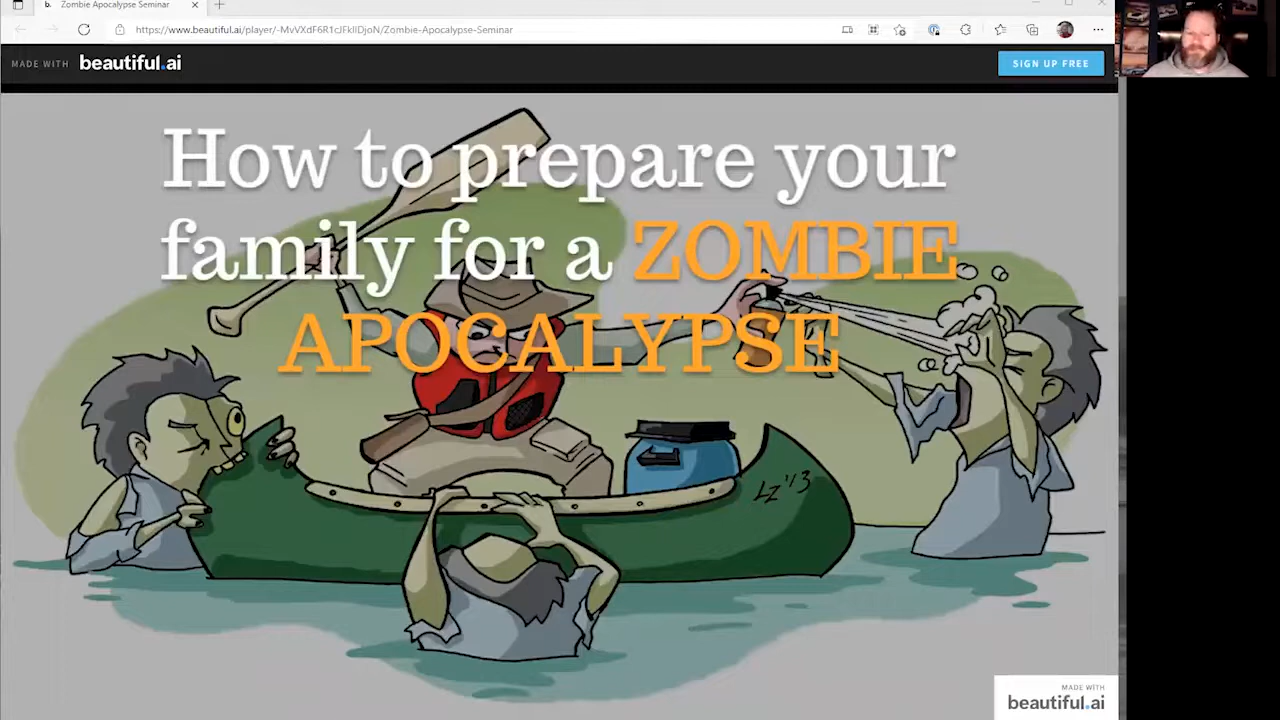 b. Zombie Apocalypse Seminar
https://www.beautiful.ai/player/-MvVXdF6R1cJFklIDjoN/Zombie-Apocalypse-Seminar
MADE WITH beautiful.ai
SIGN UP FREE
How to prepare your
family for a ZOMBIE
APOCALYPSE
LZ '13
MADE WITH
beautiful.ai